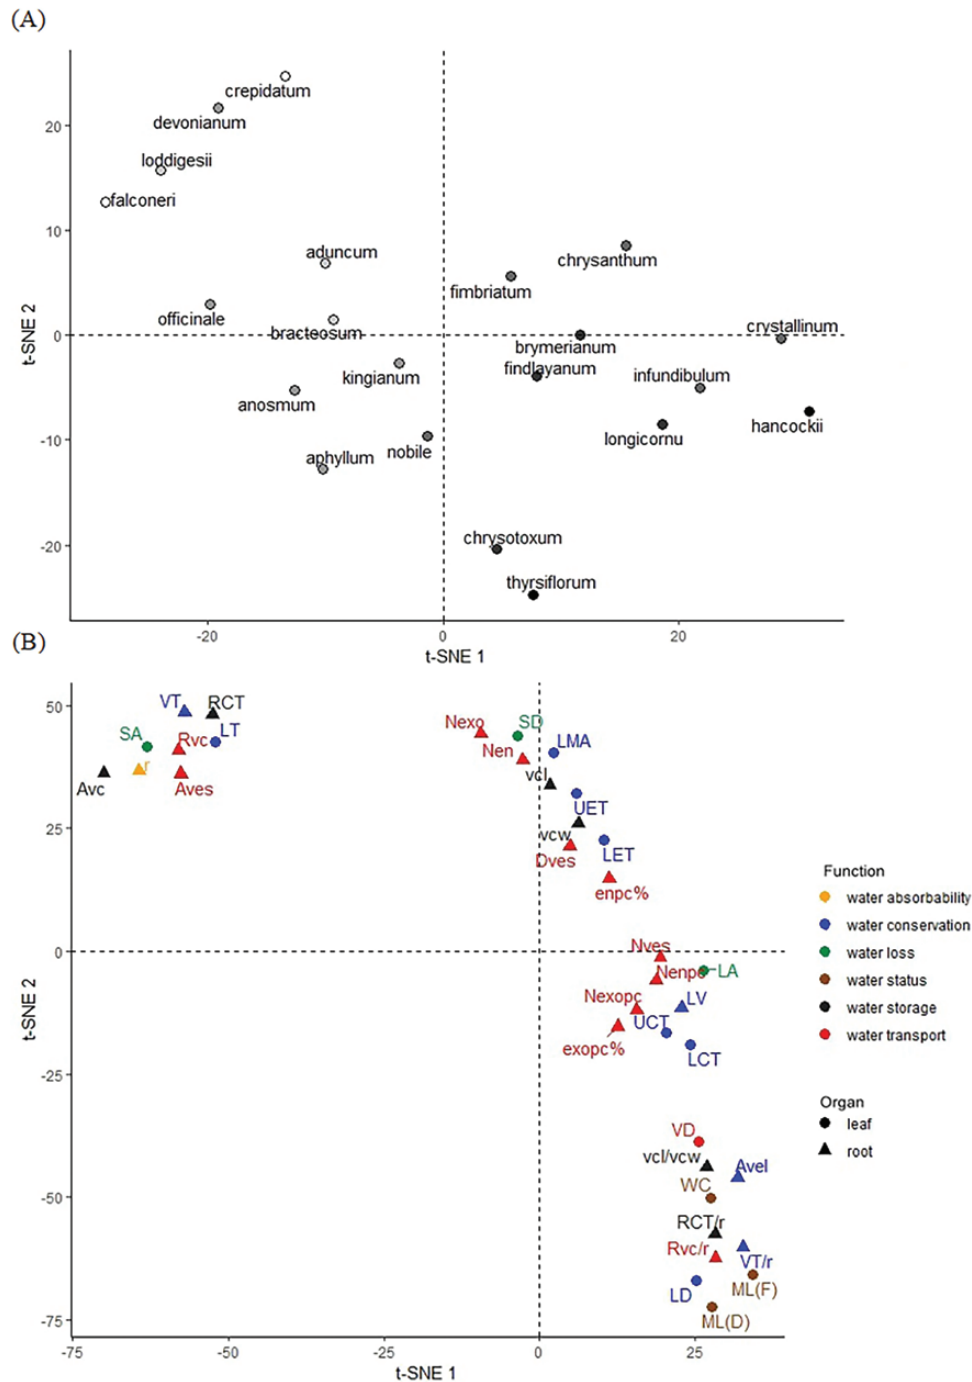 (A)
crepidatum
devonianum
20
loddigesii
falconeri
10
aduncum
chrysanthum
fimbriatum
officinale
crystallinum
bracteosum
0
brymerianum
findlayanum
kingianum
infundibulum
anosmum
hancockii
-10
longicornu
nobile
aphyllum
chrysotoxum
-20
thyrsiflorum
t-SNE 2
-20
0
20
t-SNE 1
(B)
50
VT
RCT
SA
Rvc
LT
r
Avc
Aves
Nexo
SD
Nen
LMA
vcl
UET
25
vcw
LET
Dves
enpc%
0
Nves
Nenpc
LA
Nexopc
LV
UCT
exopc%
LCT
-25
VD
vcl/vcw
Avel
WC
-50
RCT/r
Rvc/r
VT/r
LD
ML(F)
ML(D)
-75
t-SNE 2
-75
-50
-25
0
25
t-SNE 1
Function
water absorbability
water conservation
water loss
water status
water storage
water transport
Organ
leaf
root